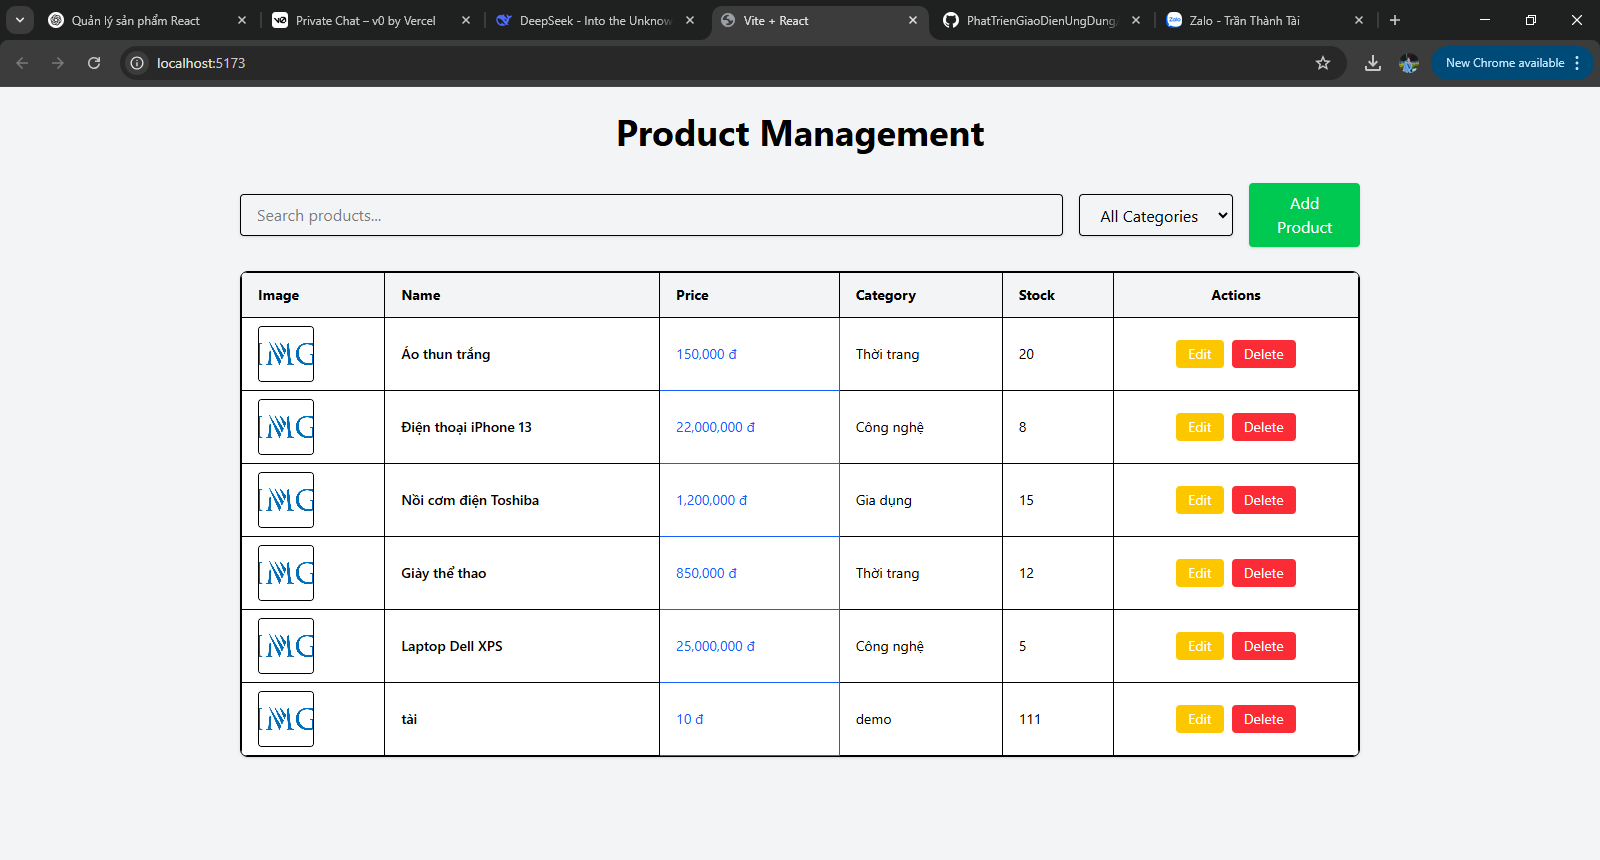 Quản lý sản phẩm React
Private Chat – v0 by Vercel
DeepSeek - Into the Unknow
Vite + React
PhatTrienGiaoDienUngDung
Zalo - Trần Thành Tài
localhost:5173
New Chrome available
Product Management
Search products...
All Categories
Add
Product
Image Name Price Category Stock Actions
IMG Áo thun trắng 150,000 đ Thời trang 20 Edit Delete
IMG Điện thoại iPhone 13 22,000,000 đ Công nghệ 8 Edit Delete
IMG Nồi cơm điện Toshiba 1,200,000 đ Gia dụng 15 Edit Delete
IMG Giày thể thao 850,000 đ Thời trang 12 Edit Delete
IMG Laptop Dell XPS 25,000,000 đ Công nghệ 5 Edit Delete
IMG tài 10 đ demo 111 Edit Delete